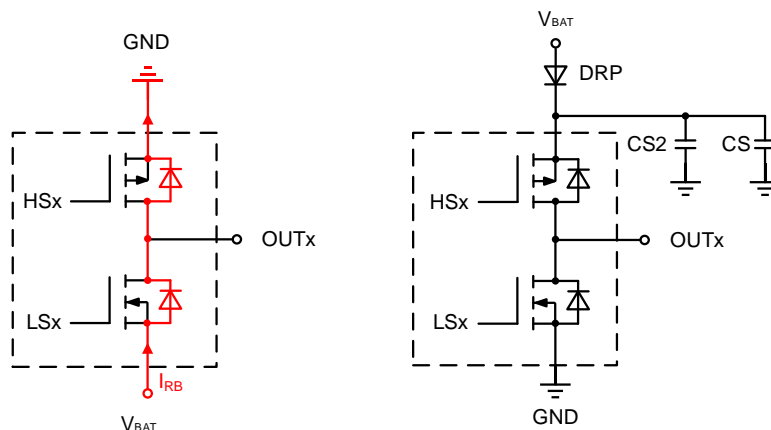 GND
HSx
OUTx
LSx
IRB
VBAT
VBAT
DRP
CS2
CS
HSx
OUTx
LSx
GND